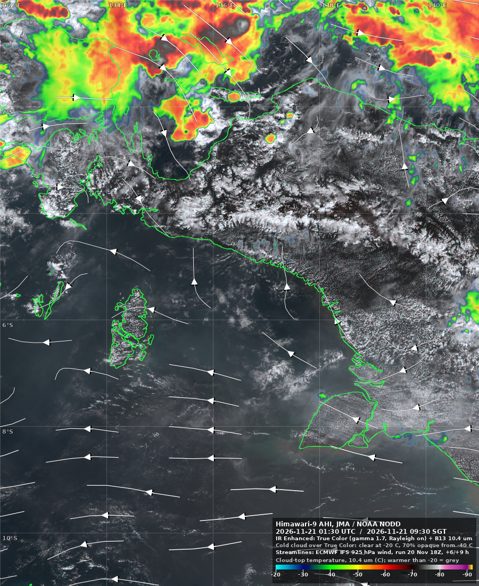 6°S
8°S
10°S
Himawari-9 AHI, JMA / NOAA NODD
2026-11-21 01:30 UTC / 2026-11-21 09:30 SGT
IR Enhanced: True Color (gamma 1.7, Rayleigh on) + B13 10.4 um
Cold cloud over True Color: clear at -20 C, 70% opaque from -40 C
Streamlines: ECMWF IFS 925 hPa wind, run 20 Nov 18Z, +6/+9 h
Cloud-top temperature, 10.4 um (C); warmer than -20 = grey
-20 -30 -40 -50 -60 -70 -80 -90